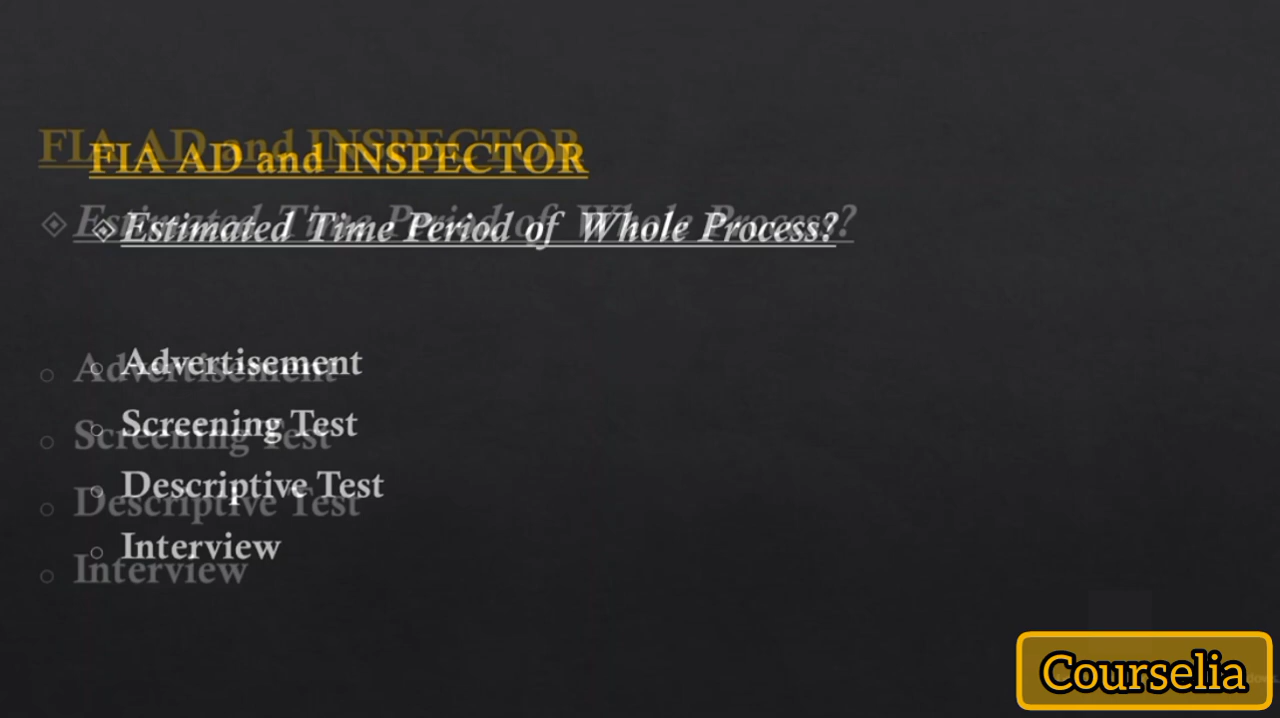 FIA AD and INSPECTOR
Estimated Time Period of Whole Process?
Advertisement
Screening Test
Descriptive Test
Interview
Courselia